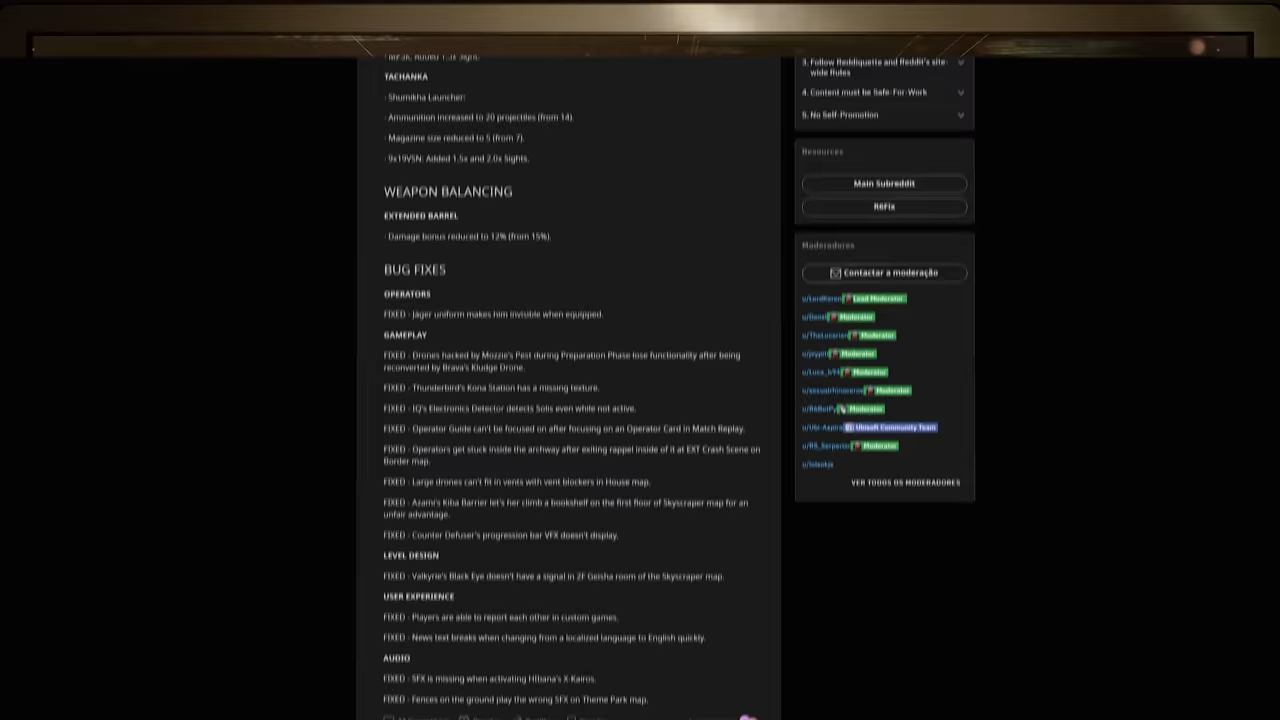 TACHANKA
· Shumikha Launcher:
· Ammunition increased to 20 projectiles (from 14).
· Magazine size reduced to 5 (from 7).
· 9x19VSN: Added 1.5x and 2.0x Sights.
WEAPON BALANCING
EXTENDED BARREL
· Damage bonus reduced to 12% (from 15%).
BUG FIXES
OPERATORS
FIXED - Jäger uniform makes him invisible when equipped.
GAMEPLAY
FIXED - Drones hacked by Mozzie's Pest during Preparation Phase lose functionality after being
reconverted by Brava's Kludge Drone.
FIXED - Thunderbird's Kona Station has a missing texture.
FIXED - IQ's Electronics Detector detects Solis even while not active.
FIXED - Operator Guide can't be focused on after focusing on an Operator Card in Match Replay.
FIXED - Operators get stuck inside the archway after exiting rappel inside of it at EXT Crash Scene on
Border map.
FIXED - Large drones can't fit in vents with vent blockers in House map.
FIXED - Azami's Kiba Barrier let's her climb a bookshelf on the first floor of Skyscraper map for an
unfair advantage.
FIXED - Counter Defuser's progression bar VFX doesn't display.
LEVEL DESIGN
FIXED - Valkyrie's Black Eye doesn't have a signal in 2F Geisha room of the Skyscraper map.
USER EXPERIENCE
FIXED - Players are able to report each other in custom games.
FIXED - News text breaks when changing from a localized language to English quickly.
AUDIO
FIXED - SFX is missing when activating Hibana's X-Kairos.
FIXED - Fences on the ground play the wrong SFX on Theme Park map.
3. Follow Reddiquette and Reddit's site-
wide Rules
4. Content must be Safe-For-Work
5. No Self-Promotion
Resources
Main Subreddit
R6Fix
Moderadores
Contactar a moderação
Lead Moderator
Moderator
Moderator
Moderator
Moderator
Moderator
Moderator
Ubisoft Community Team
Moderator
VER TODOS OS MODERADORES